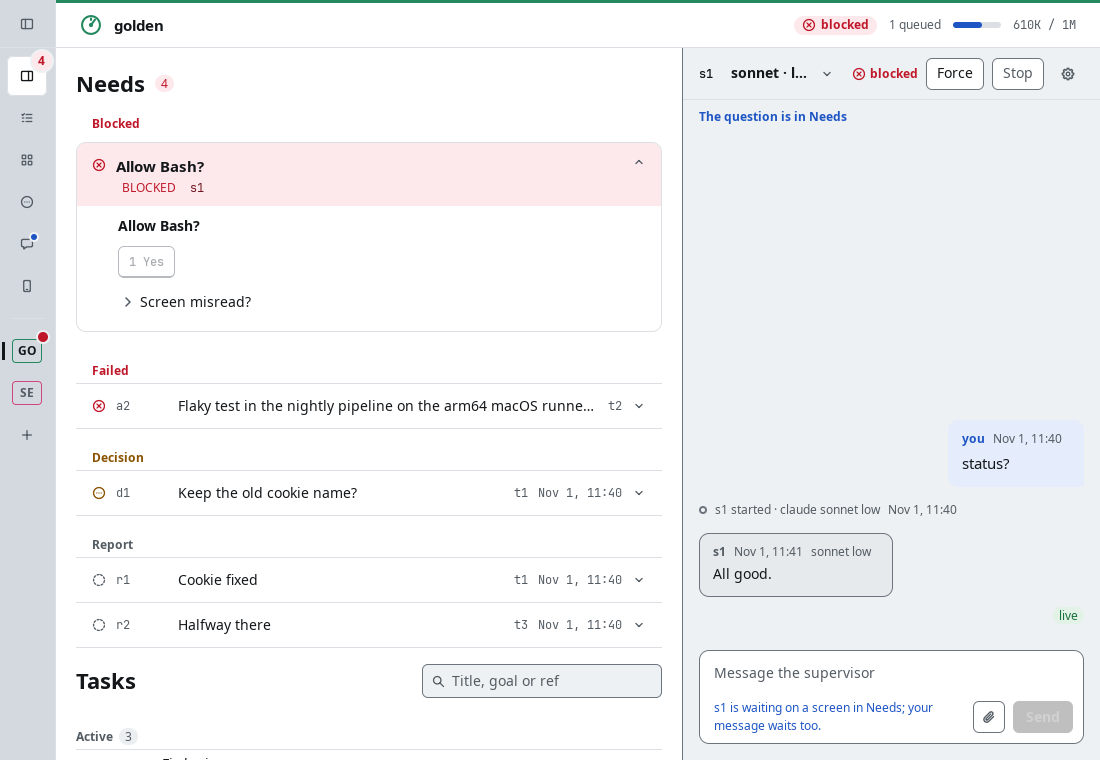 golden
blocked
1 queued
610K / 1M
4
GO
SE
Needs 4
Blocked
Allow Bash?
BLOCKED s1
Allow Bash?
1 Yes
Screen misread?
Failed
a2 Flaky test in the nightly pipeline on the arm64 macOS runne… t2
Decision
d1 Keep the old cookie name? t1 Nov 1, 11:40
Report
r1 Cookie fixed t1 Nov 1, 11:40
r2 Halfway there t3 Nov 1, 11:40
Tasks
Title, goal or ref
Active 3
s1 sonnet · l… blocked Force Stop
The question is in Needs
you Nov 1, 11:40
status?
s1 started · claude sonnet low Nov 1, 11:40
s1 Nov 1, 11:41 sonnet low
All good.
live
Message the supervisor
s1 is waiting on a screen in Needs; your
message waits too.
Send